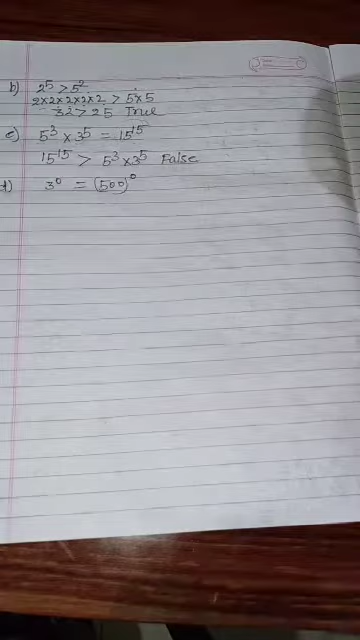 b) 2⁵ > 5²
2×2×2×2×2 > 5×5
32 > 25 True
c) 5³ × 3⁵ = 15¹⁵
15¹⁵ > 5³ × 3⁵ False
d) 3⁰ = (500)⁰